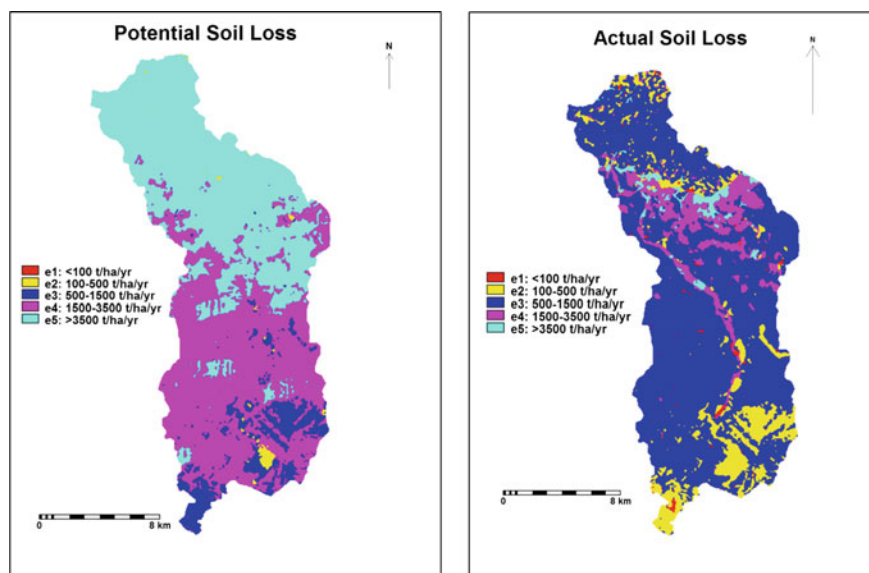 Potential Soil Loss
N
e1: <100 t/ha/yr
e2: 100-500 t/ha/yr
e3: 500-1500 t/ha/yr
e4: 1500-3500 t/ha/yr
e5: >3500 t/ha/yr
0 8 km
Actual Soil Loss
N
e1: <100 t/ha/yr
e2: 100-500 t/ha/yr
e3: 500-1500 t/ha/yr
e4: 1500-3500 t/ha/yr
e5: >3500 t/ha/yr
0 8 km